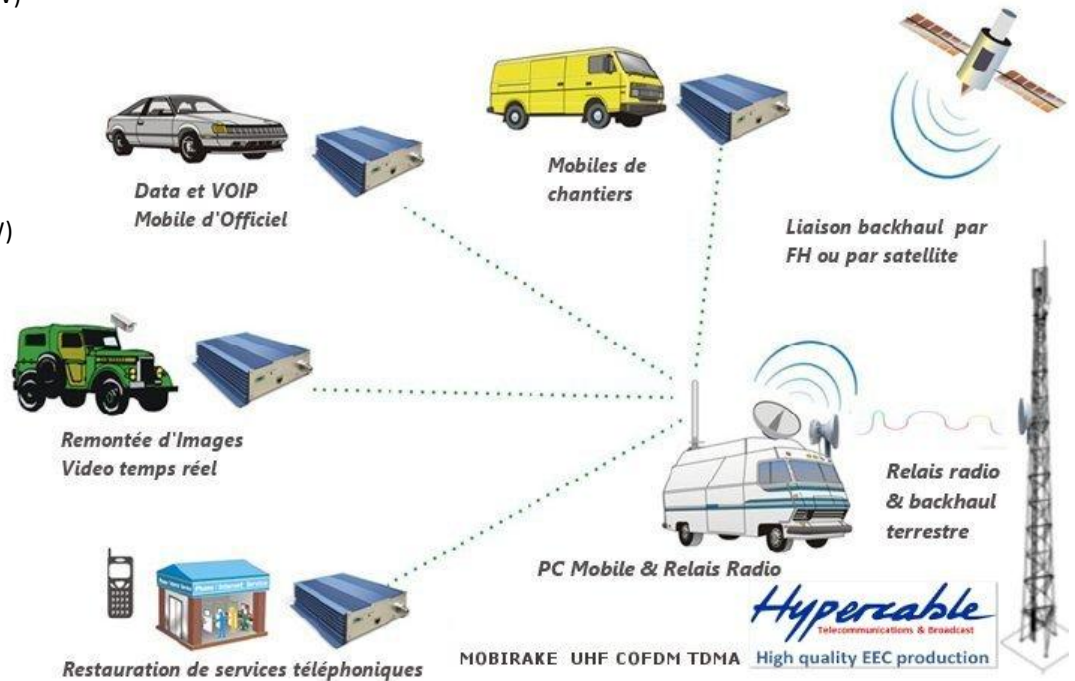 V)
Data et VOIP
Mobile d'Officiel
Mobiles de
chantiers
Liaison backhaul par
FH ou par satellite
V)
Remontée d'Images
Video temps réel
Relais radio
& backhaul
terrestre
PC Mobile & Relais Radio
Restauration de services téléphoniques
MOBIRAKE UHF COFDM TDMA
Hypercable
Telecommunications & Broadcast
High quality EEC production